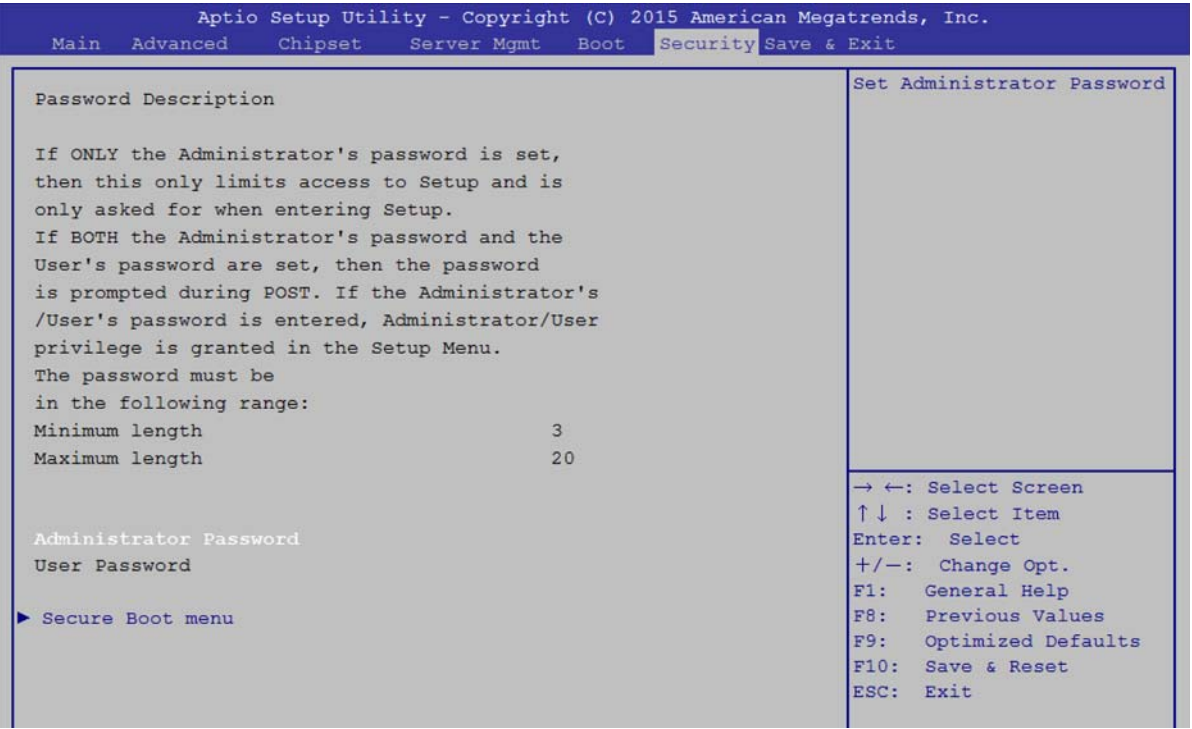 Aptio Setup Utility - Copyright (C) 2015 American Megatrends, Inc.
Main Advanced Chipset Server Mgmt Boot Security Save & Exit
Password Description
If ONLY the Administrator's password is set,
then this only limits access to Setup and is
only asked for when entering Setup.
If BOTH the Administrator's password and the
User's password are set, then the password
is prompted during POST. If the Administrator's
/User's password is entered, Administrator/User
privilege is granted in the Setup Menu.
The password must be
in the following range:
Minimum length 3
Maximum length 20
Administrator Password
User Password
► Secure Boot menu
Set Administrator Password
→ ←: Select Screen
↑↓ : Select Item
Enter: Select
+/-: Change Opt.
F1: General Help
F8: Previous Values
F9: Optimized Defaults
F10: Save & Reset
ESC: Exit